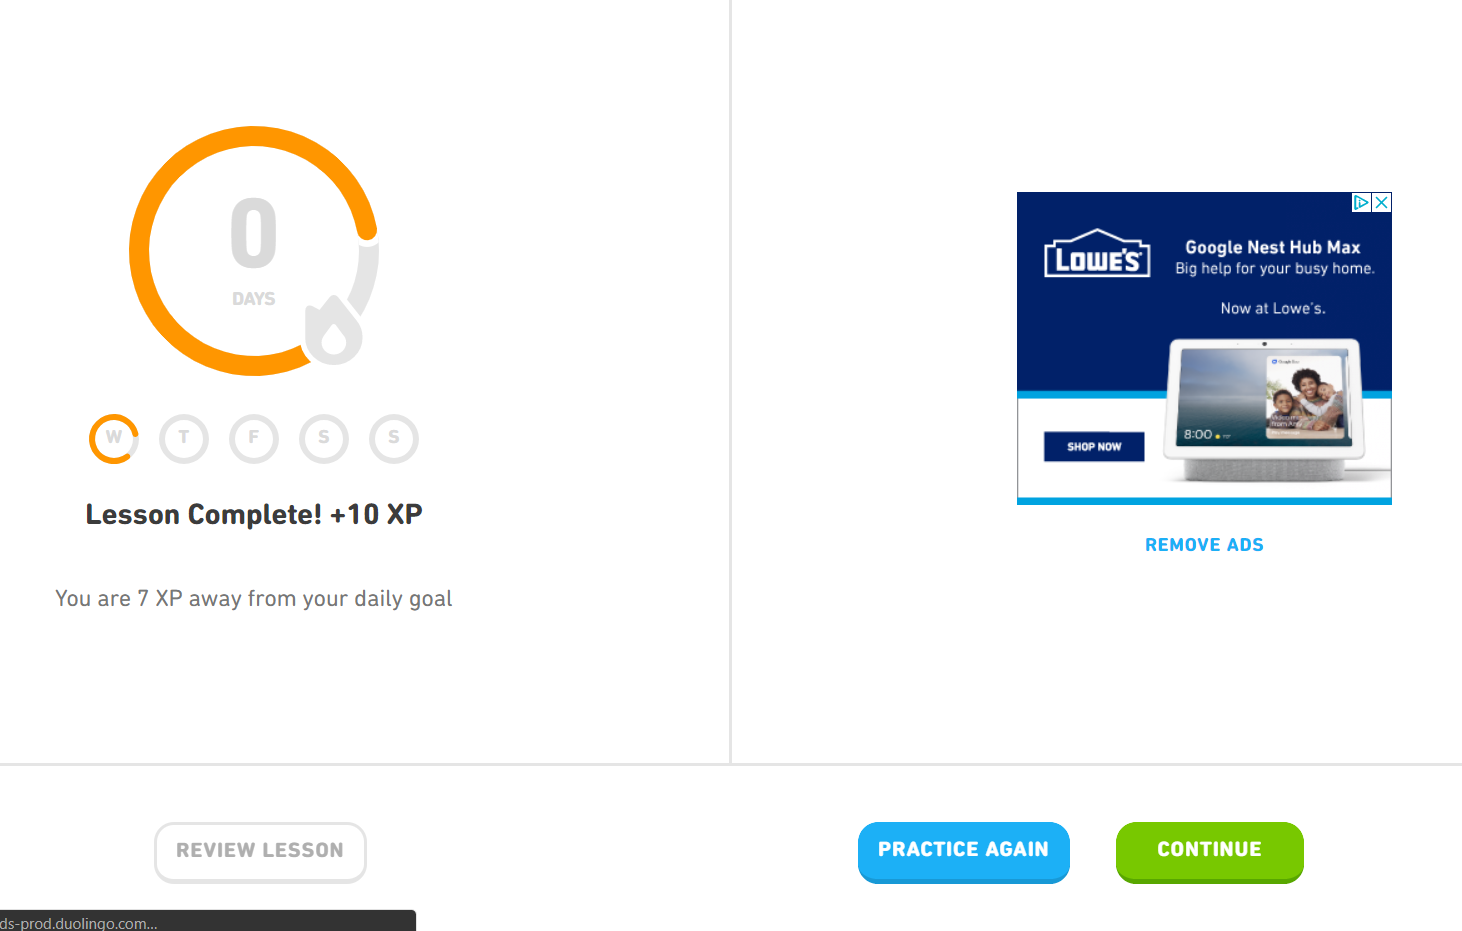 0
DAYS
W T F S S
Lesson Complete! +10 XP
You are 7 XP away from your daily goal
LOWE'S
Google Nest Hub Max
Big help for your busy home.
Now at Lowe's.
8:00
SHOP NOW
REMOVE ADS
REVIEW LESSON
PRACTICE AGAIN
CONTINUE
ds-prod.duolingo.com...